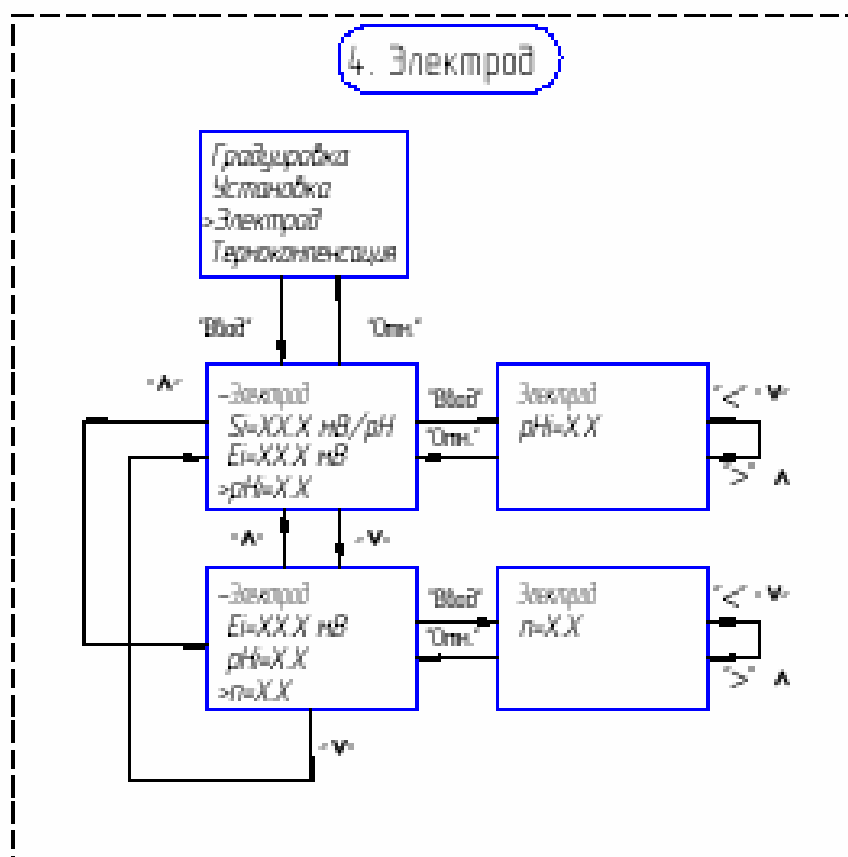 4. Электрод
Градуировка
Установка
>Электрод
Термокомпенсация
"Ввод" "Отм."
"Λ"
-Электрод
Si=XX.X мВ/pH
Ei=XX.X мВ
>pHi=X.X
"Ввод"
"Отм."
Электрод
pHi=X.X
"<" "V"
">" Λ
"Λ" "V"
-Электрод
Ei=XX.X мВ
pHi=X.X
>n=X.X
"Ввод"
"Отм."
Электрод
n=X.X
"<" "V"
">" Λ
"V"